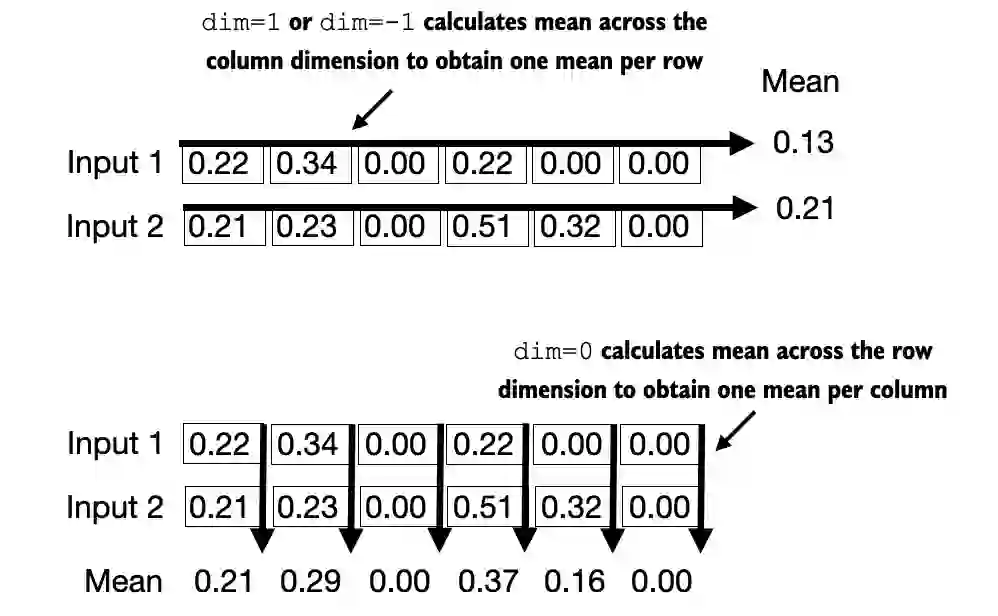 dim=1 or dim=-1 calculates mean across the
column dimension to obtain one mean per row
Mean
Input 1 0.22 0.34 0.00 0.22 0.00 0.00 0.13
Input 2 0.21 0.23 0.00 0.51 0.32 0.00 0.21
dim=0 calculates mean across the row
dimension to obtain one mean per column
Input 1 0.22 0.34 0.00 0.22 0.00 0.00
Input 2 0.21 0.23 0.00 0.51 0.32 0.00
Mean 0.21 0.29 0.00 0.37 0.16 0.00